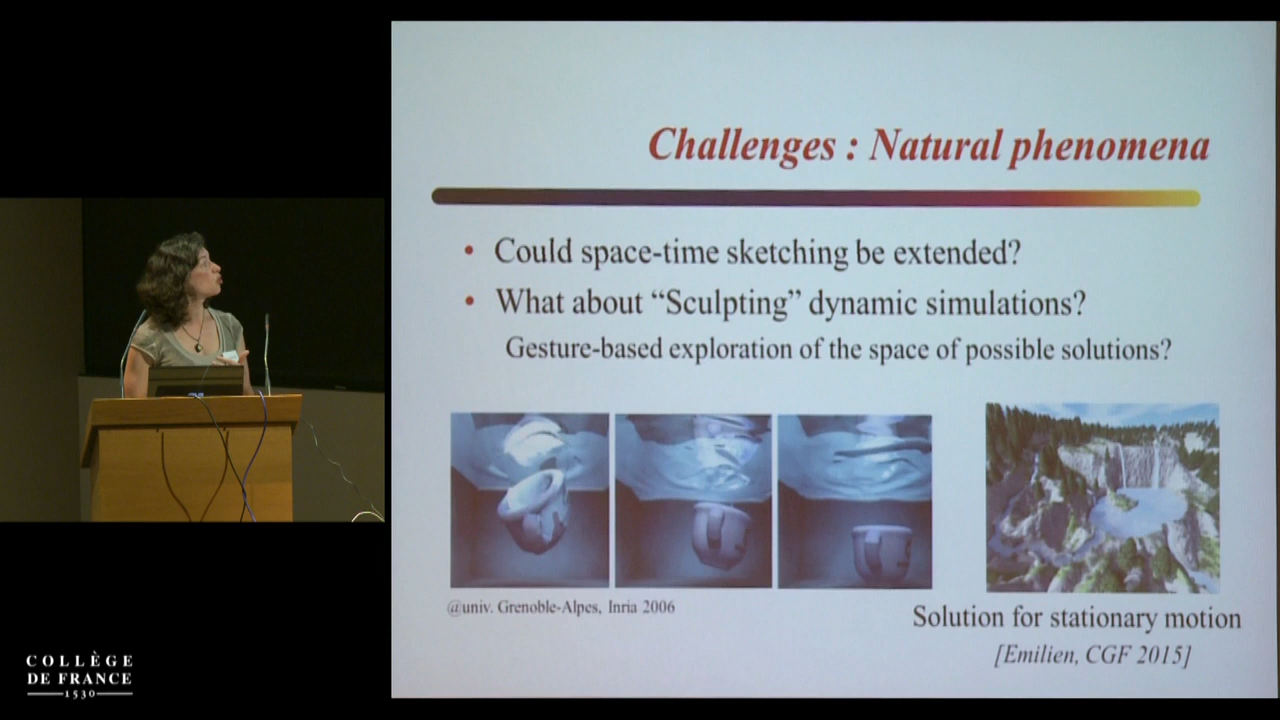 Challenges : Natural phenomena
• Could space-time sketching be extended?
• What about “Sculpting” dynamic simulations?
Gesture-based exploration of the space of possible solutions?
@univ. Grenoble-Alpes, Inria 2006
Solution for stationary motion
[Emilien, CGF 2015]
COLLÈGE
DE FRANCE
1530